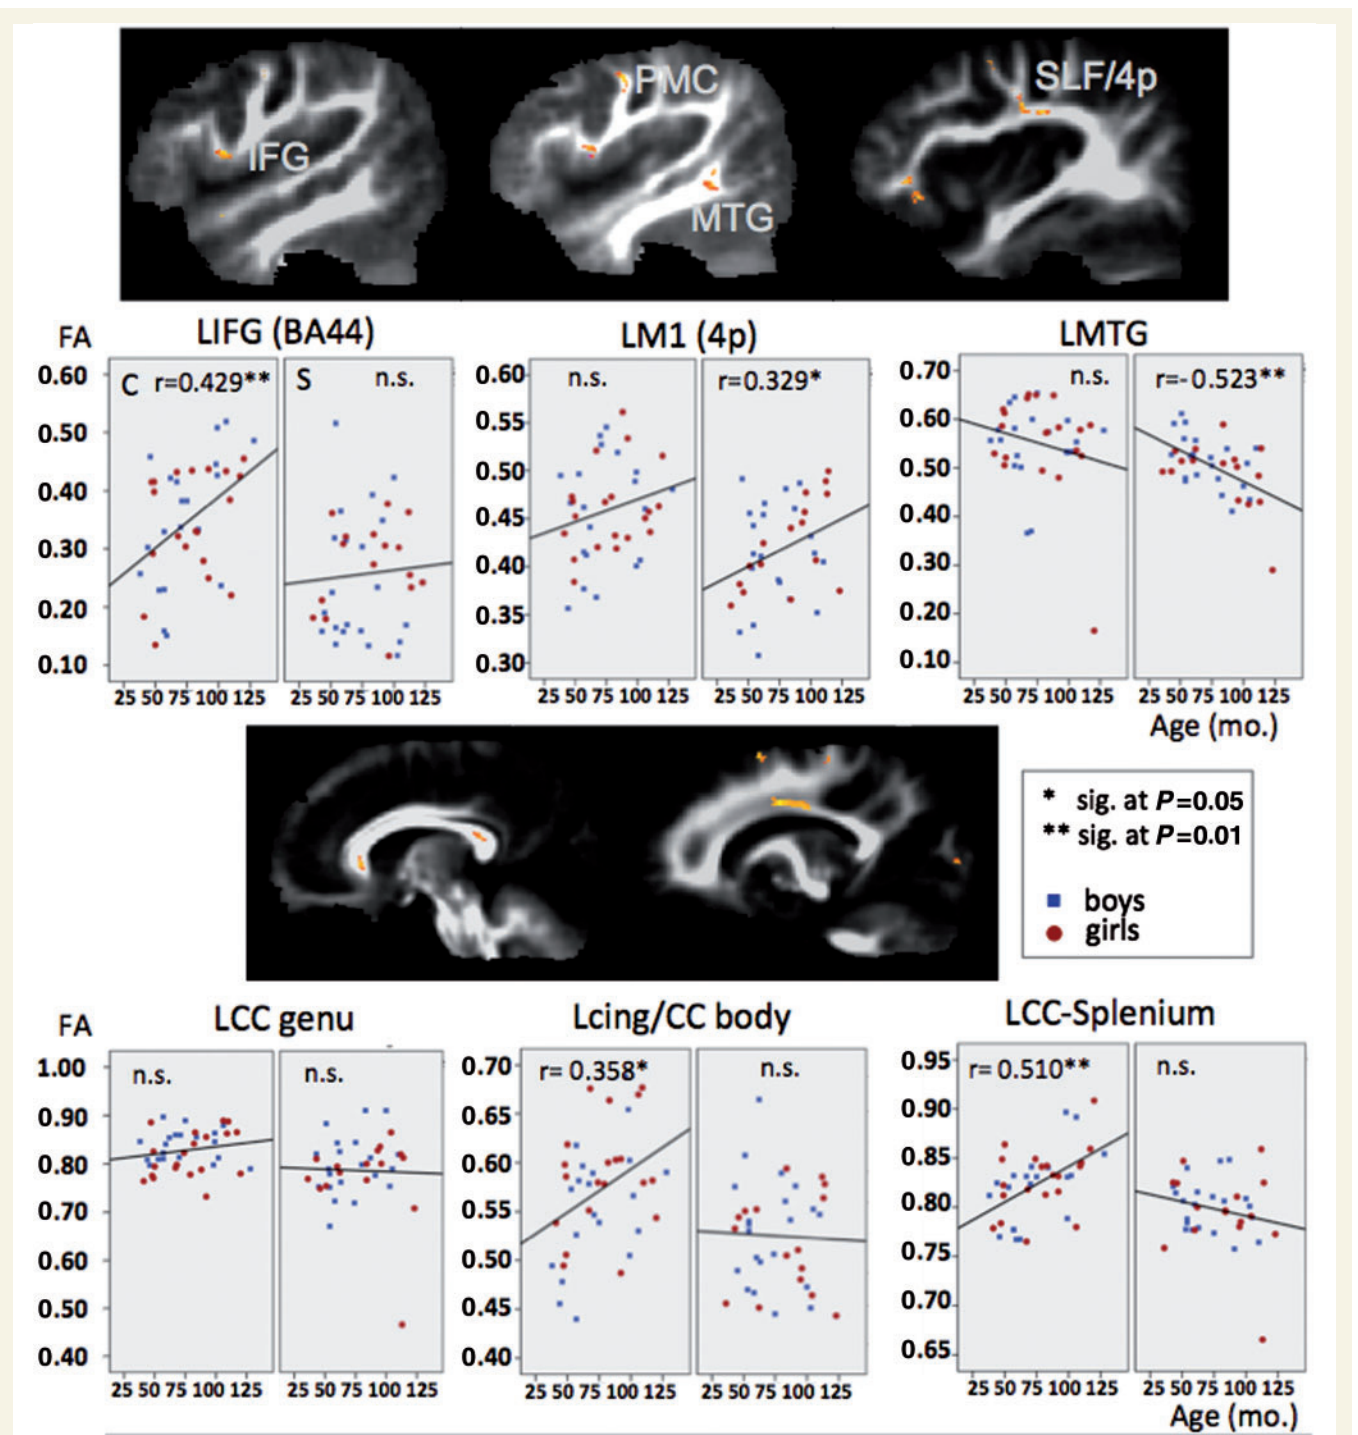 IFG
PMC
MTG
SLF/4p
FA
LIFG (BA44)
LM1 (4p)
LMTG
C r=0.429**
S n.s.
0.60
0.50
0.40
0.30
0.20
0.10
25 50 75 100 125
25 50 75 100 125
n.s.
r=0.329*
0.60
0.55
0.50
0.45
0.40
0.35
0.30
25 50 75 100 125
25 50 75 100 125
n.s.
r=-0.523**
0.70
0.60
0.50
0.40
0.30
0.20
0.10
25 50 75 100 125
25 50 75 100 125
Age (mo.)
* sig. at P=0.05
** sig. at P=0.01
boys
girls
FA
LCC genu
Lcing/CC body
LCC-Splenium
n.s.
n.s.
1.00
0.90
0.80
0.70
0.60
0.50
0.40
25 50 75 100 125
25 50 75 100 125
r= 0.358*
n.s.
0.70
0.65
0.60
0.55
0.50
0.45
0.40
25 50 75 100 125
25 50 75 100 125
r= 0.510**
n.s.
0.95
0.90
0.85
0.80
0.75
0.70
0.65
25 50 75 100 125
25 50 75 100 125
Age (mo.)